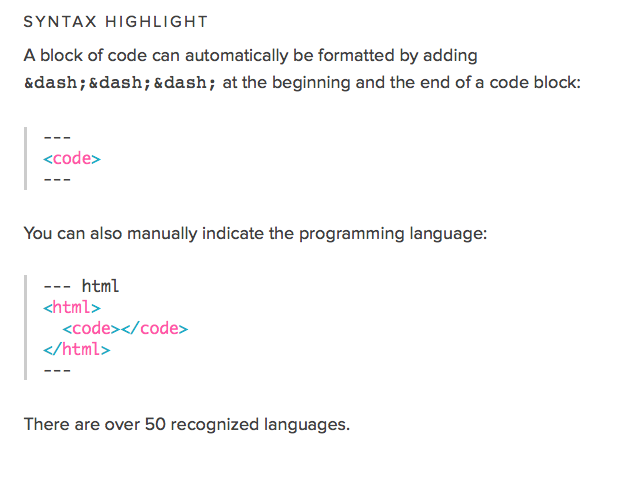 SYNTAX HIGHLIGHT
A block of code can automatically be formatted by adding
&dash;&dash;&dash; at the beginning and the end of a code block:
---
<code>
---
You can also manually indicate the programming language:
--- html
<html>
  <code></code>
</html>
---
There are over 50 recognized languages.